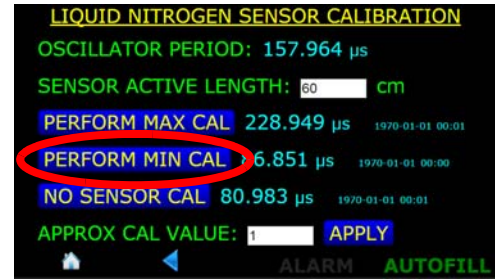 LIQUID NITROGEN SENSOR CALIBRATION
OSCILLATOR PERIOD: 157.964 µs
SENSOR ACTIVE LENGTH: 60 cm
PERFORM MAX CAL 228.949 µs 1970-01-01 00:01
PERFORM MIN CAL 6.851 µs 1970-01-01 00:00
NO SENSOR CAL 80.983 µs 1970-01-01 00:01
APPROX CAL VALUE: 1 APPLY
ALARM AUTOFILL